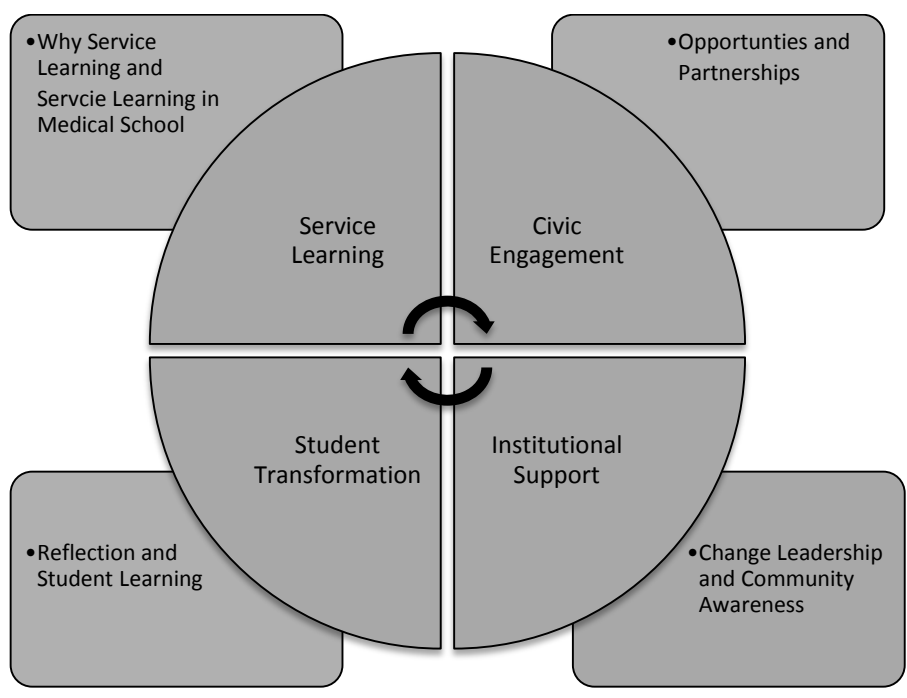 •Why Service
Learning and
Servcie Learning in
Medical School
•Opportunties and
Partnerships
Service
Learning
Civic
Engagement
Student
Transformation
Institutional
Support
•Reflection and
Student Learning
•Change Leadership
and Community
Awareness